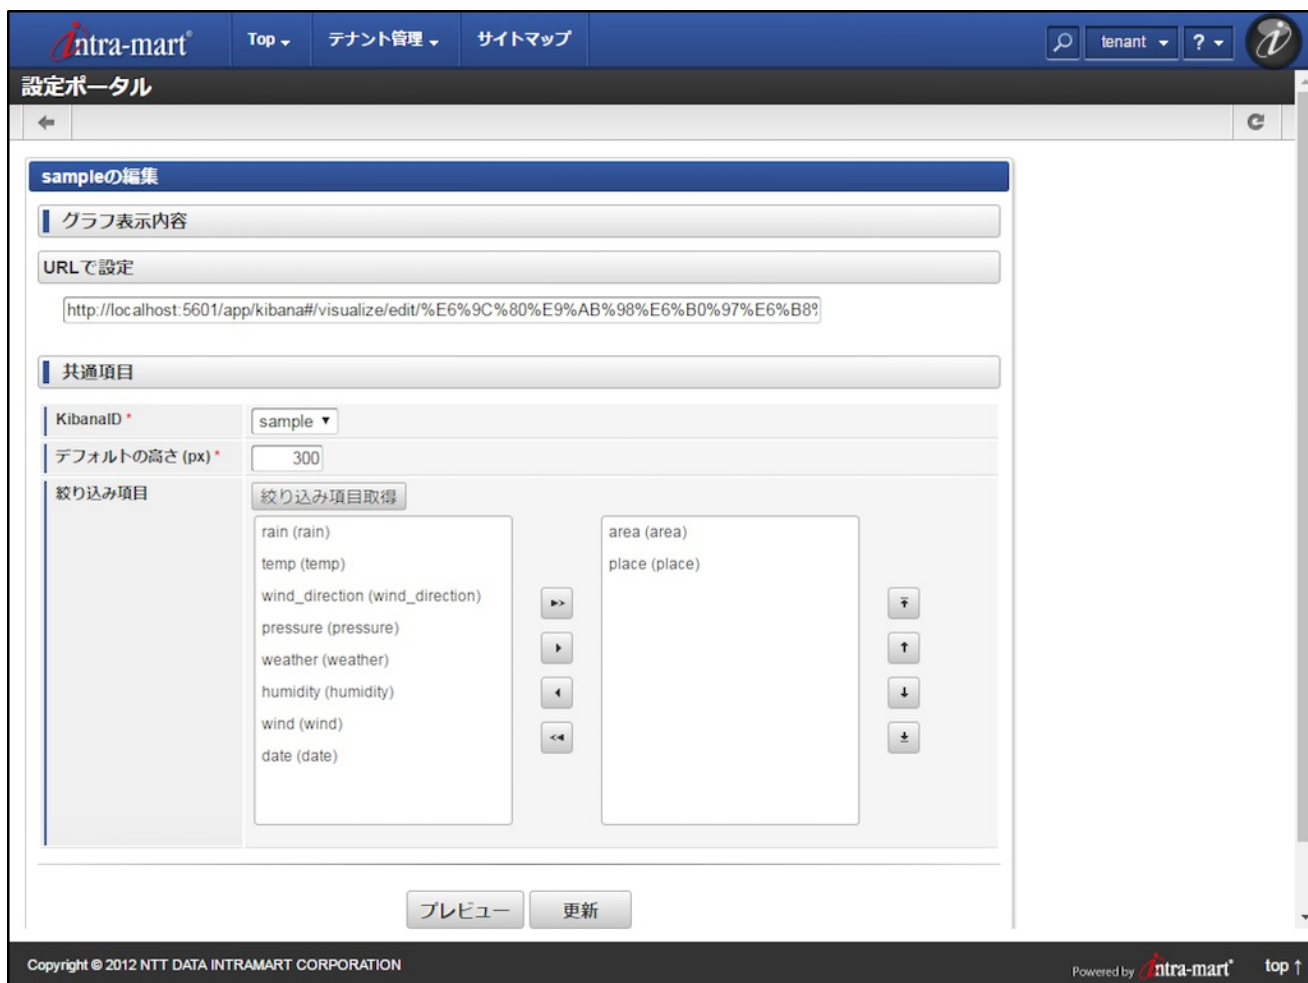 intra-mart Top テナント管理 サイトマップ tenant ?
設定ポータル
sampleの編集
グラフ表示内容
URLで設定
http://localhost:5601/app/kibana#/visualize/edit/%E6%9C%80%E9%AB%98%E6%B0%97%E6%B8%
共通項目
KibanaID * sample
デフォルトの高さ (px) * 300
絞り込み項目 絞り込み項目取得
rain (rain) area (area)
temp (temp) place (place)
wind_direction (wind_direction)
pressure (pressure)
weather (weather)
humidity (humidity)
wind (wind)
date (date)
プレビュー 更新
Copyright © 2012 NTT DATA INTRAMART CORPORATION Powered by intra-mart top ↑